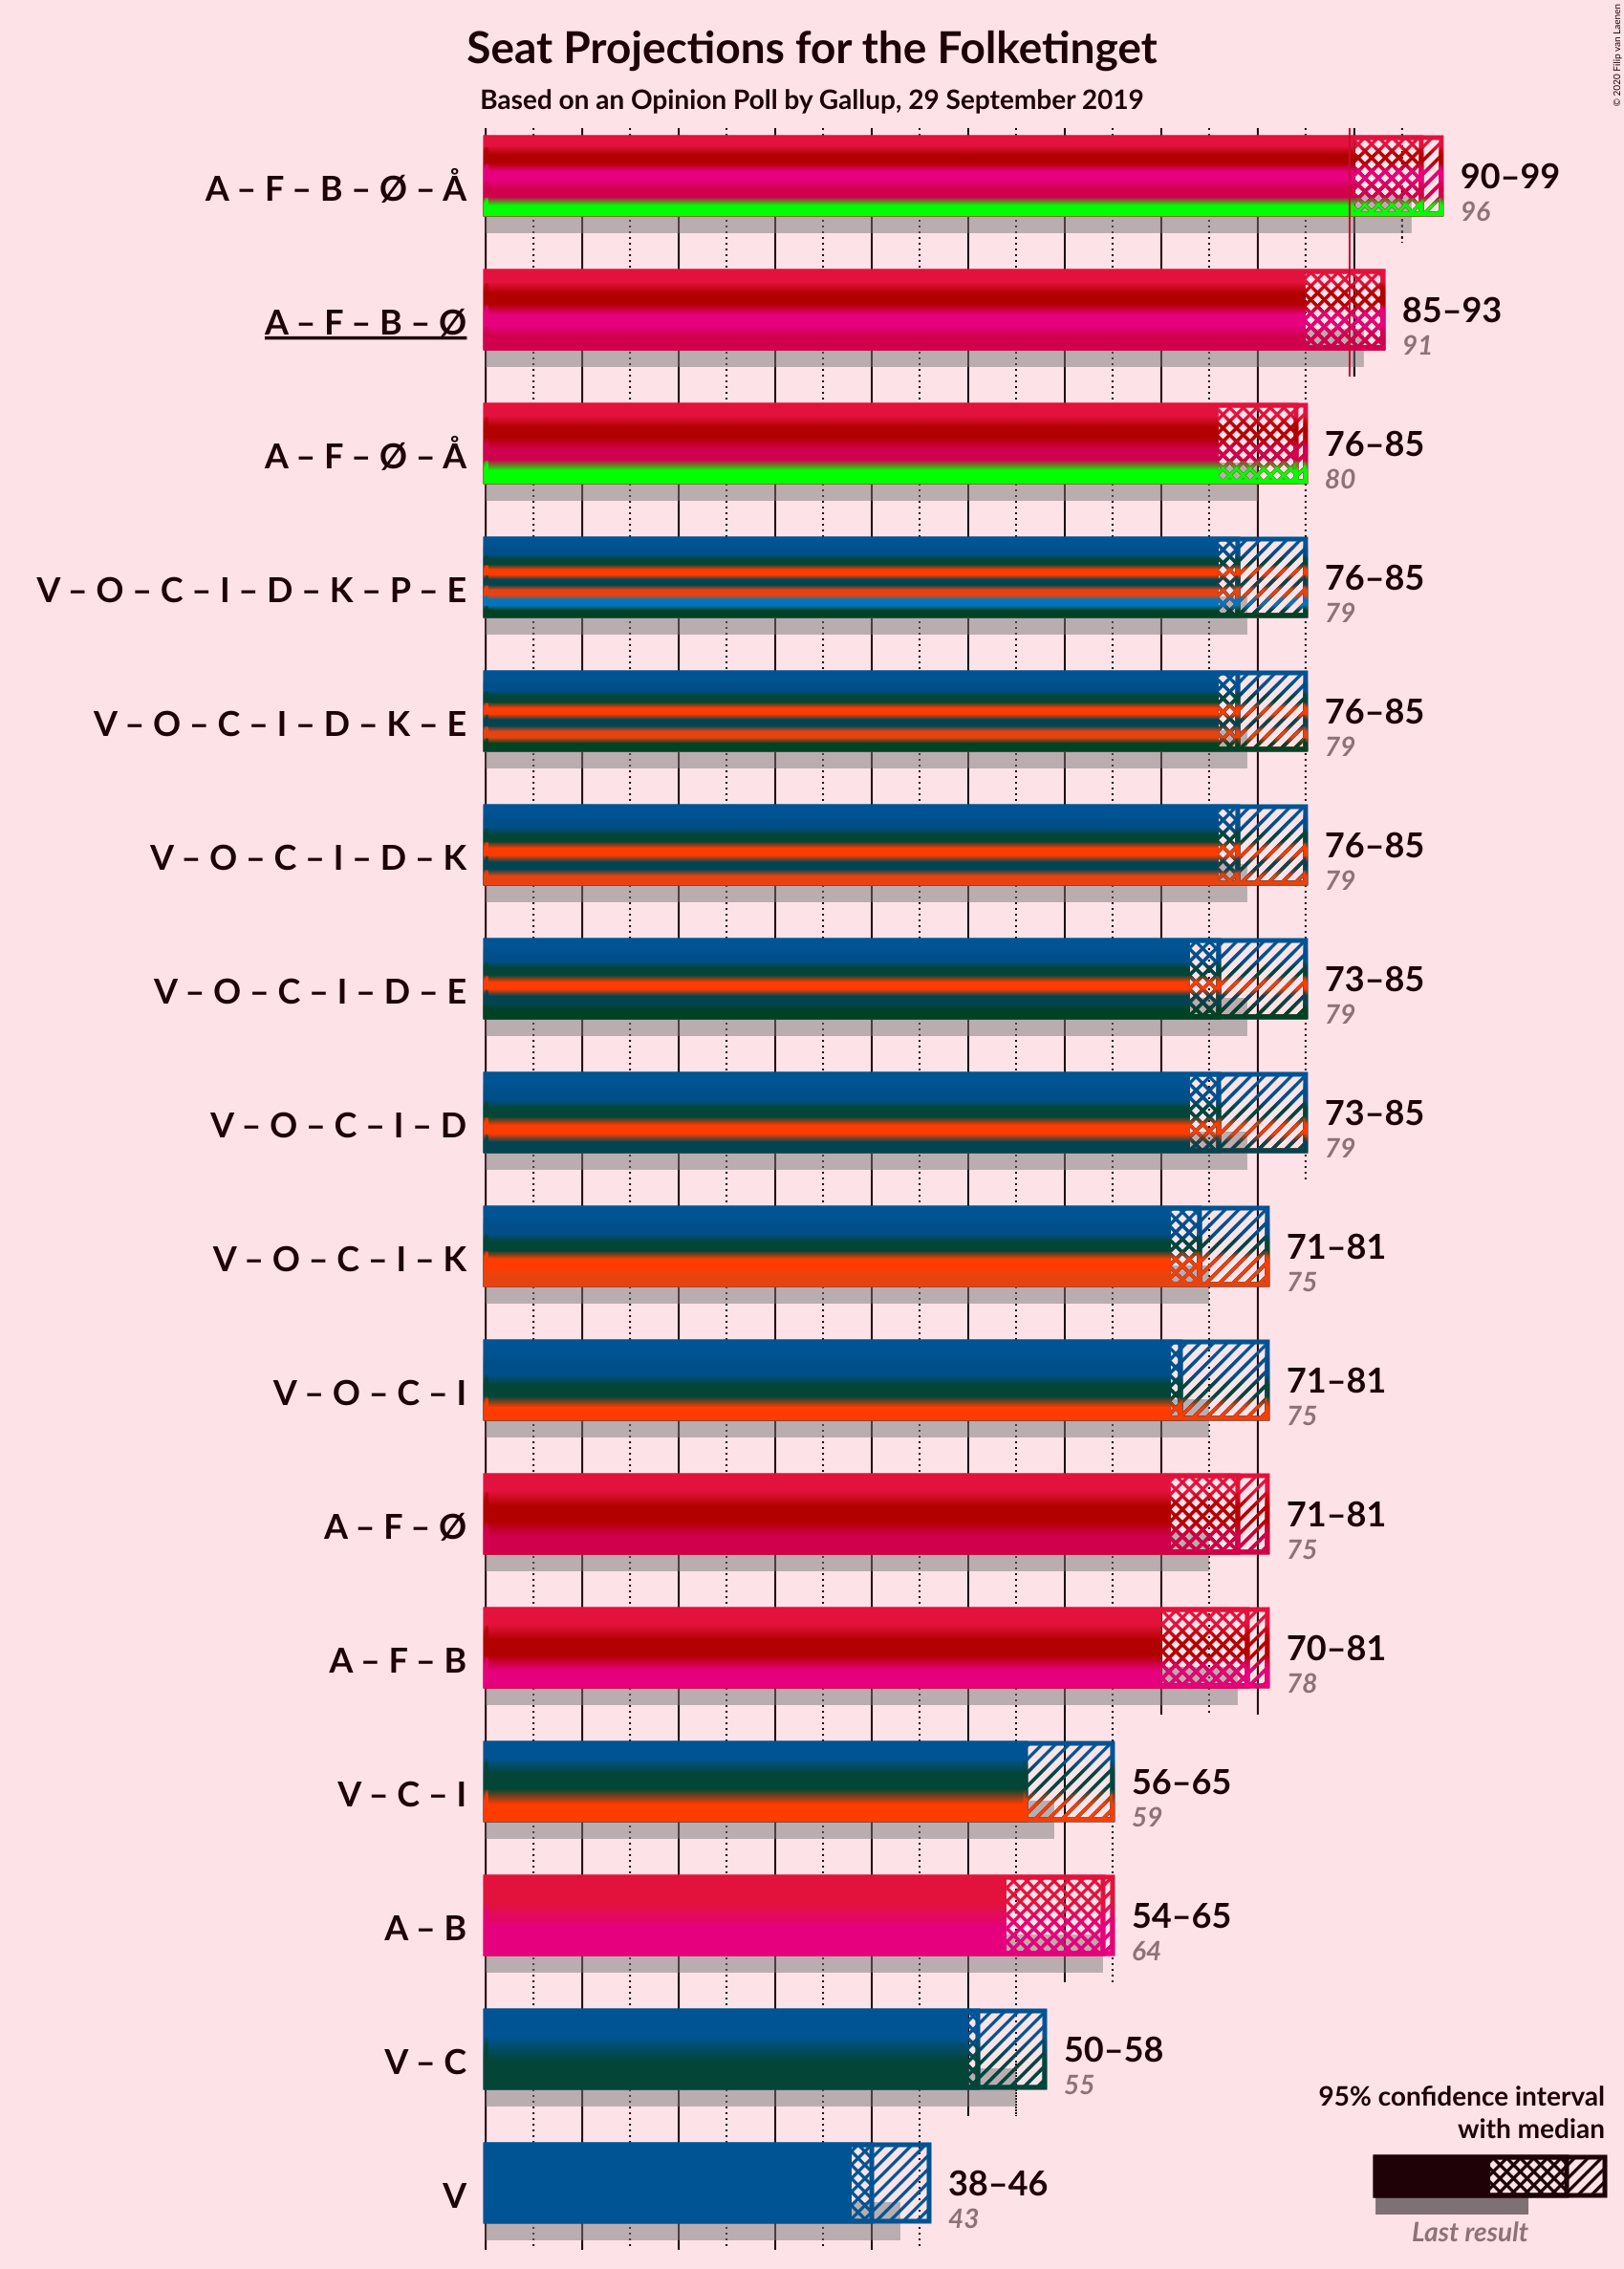 Seat Projections for the Folketinget
Based on an Opinion Poll by Gallup, 29 September 2019
© 2020 Filip van Laenen
A – F – B – Ø – Å
90–99
96
A – F – B – Ø
85–93
91
A – F – Ø – Å
76–85
80
V – O – C – I – D – K – P – E
76–85
79
V – O – C – I – D – K – E
76–85
79
V – O – C – I – D – K
76–85
79
V – O – C – I – D – E
73–85
79
V – O – C – I – D
73–85
79
V – O – C – I – K
71–81
75
V – O – C – I
71–81
75
A – F – Ø
71–81
75
A – F – B
70–81
78
V – C – I
56–65
59
A – B
54–65
64
V – C
50–58
55
V
38–46
43
95% confidence interval
with median
Last result